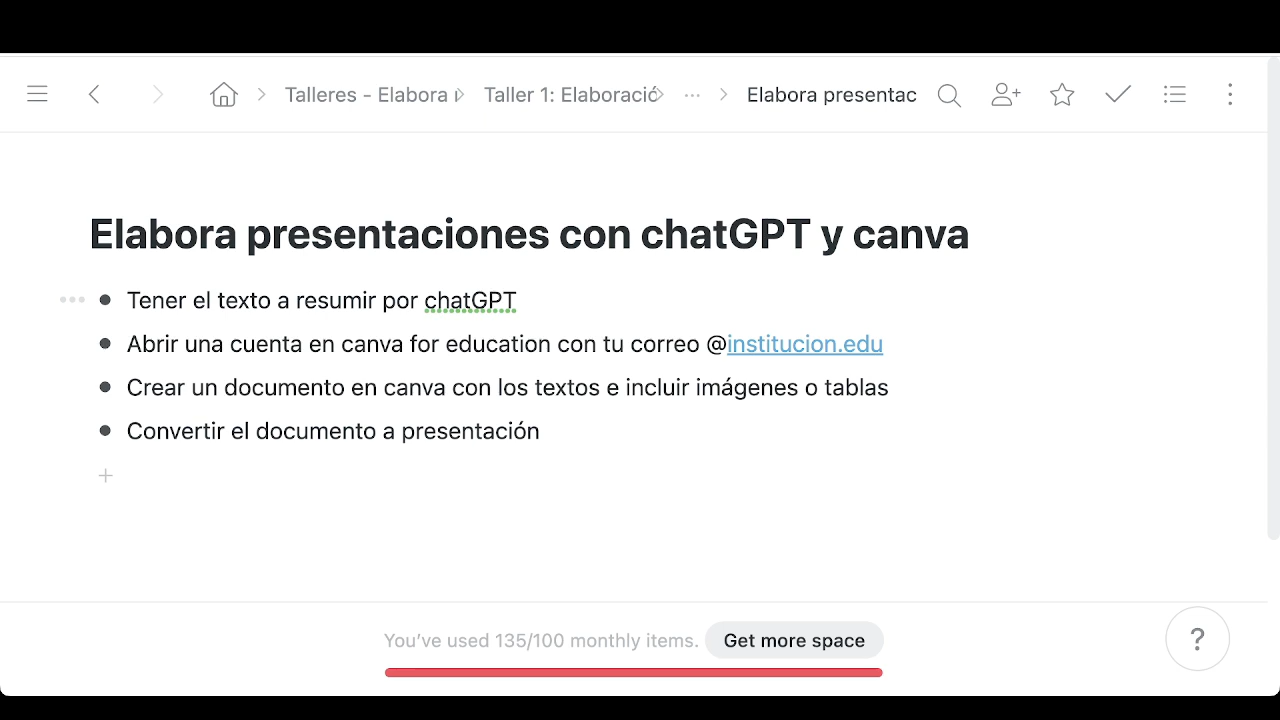 Talleres - Elabora
Taller 1: Elaboració
...
Elabora presentac
Elabora presentaciones con chatGPT y canva
Tener el texto a resumir por chatGPT
Abrir una cuenta en canva for education con tu correo @institucion.edu
Crear un documento en canva con los textos e incluir imágenes o tablas
Convertir el documento a presentación
You've used 135/100 monthly items.
Get more space
?